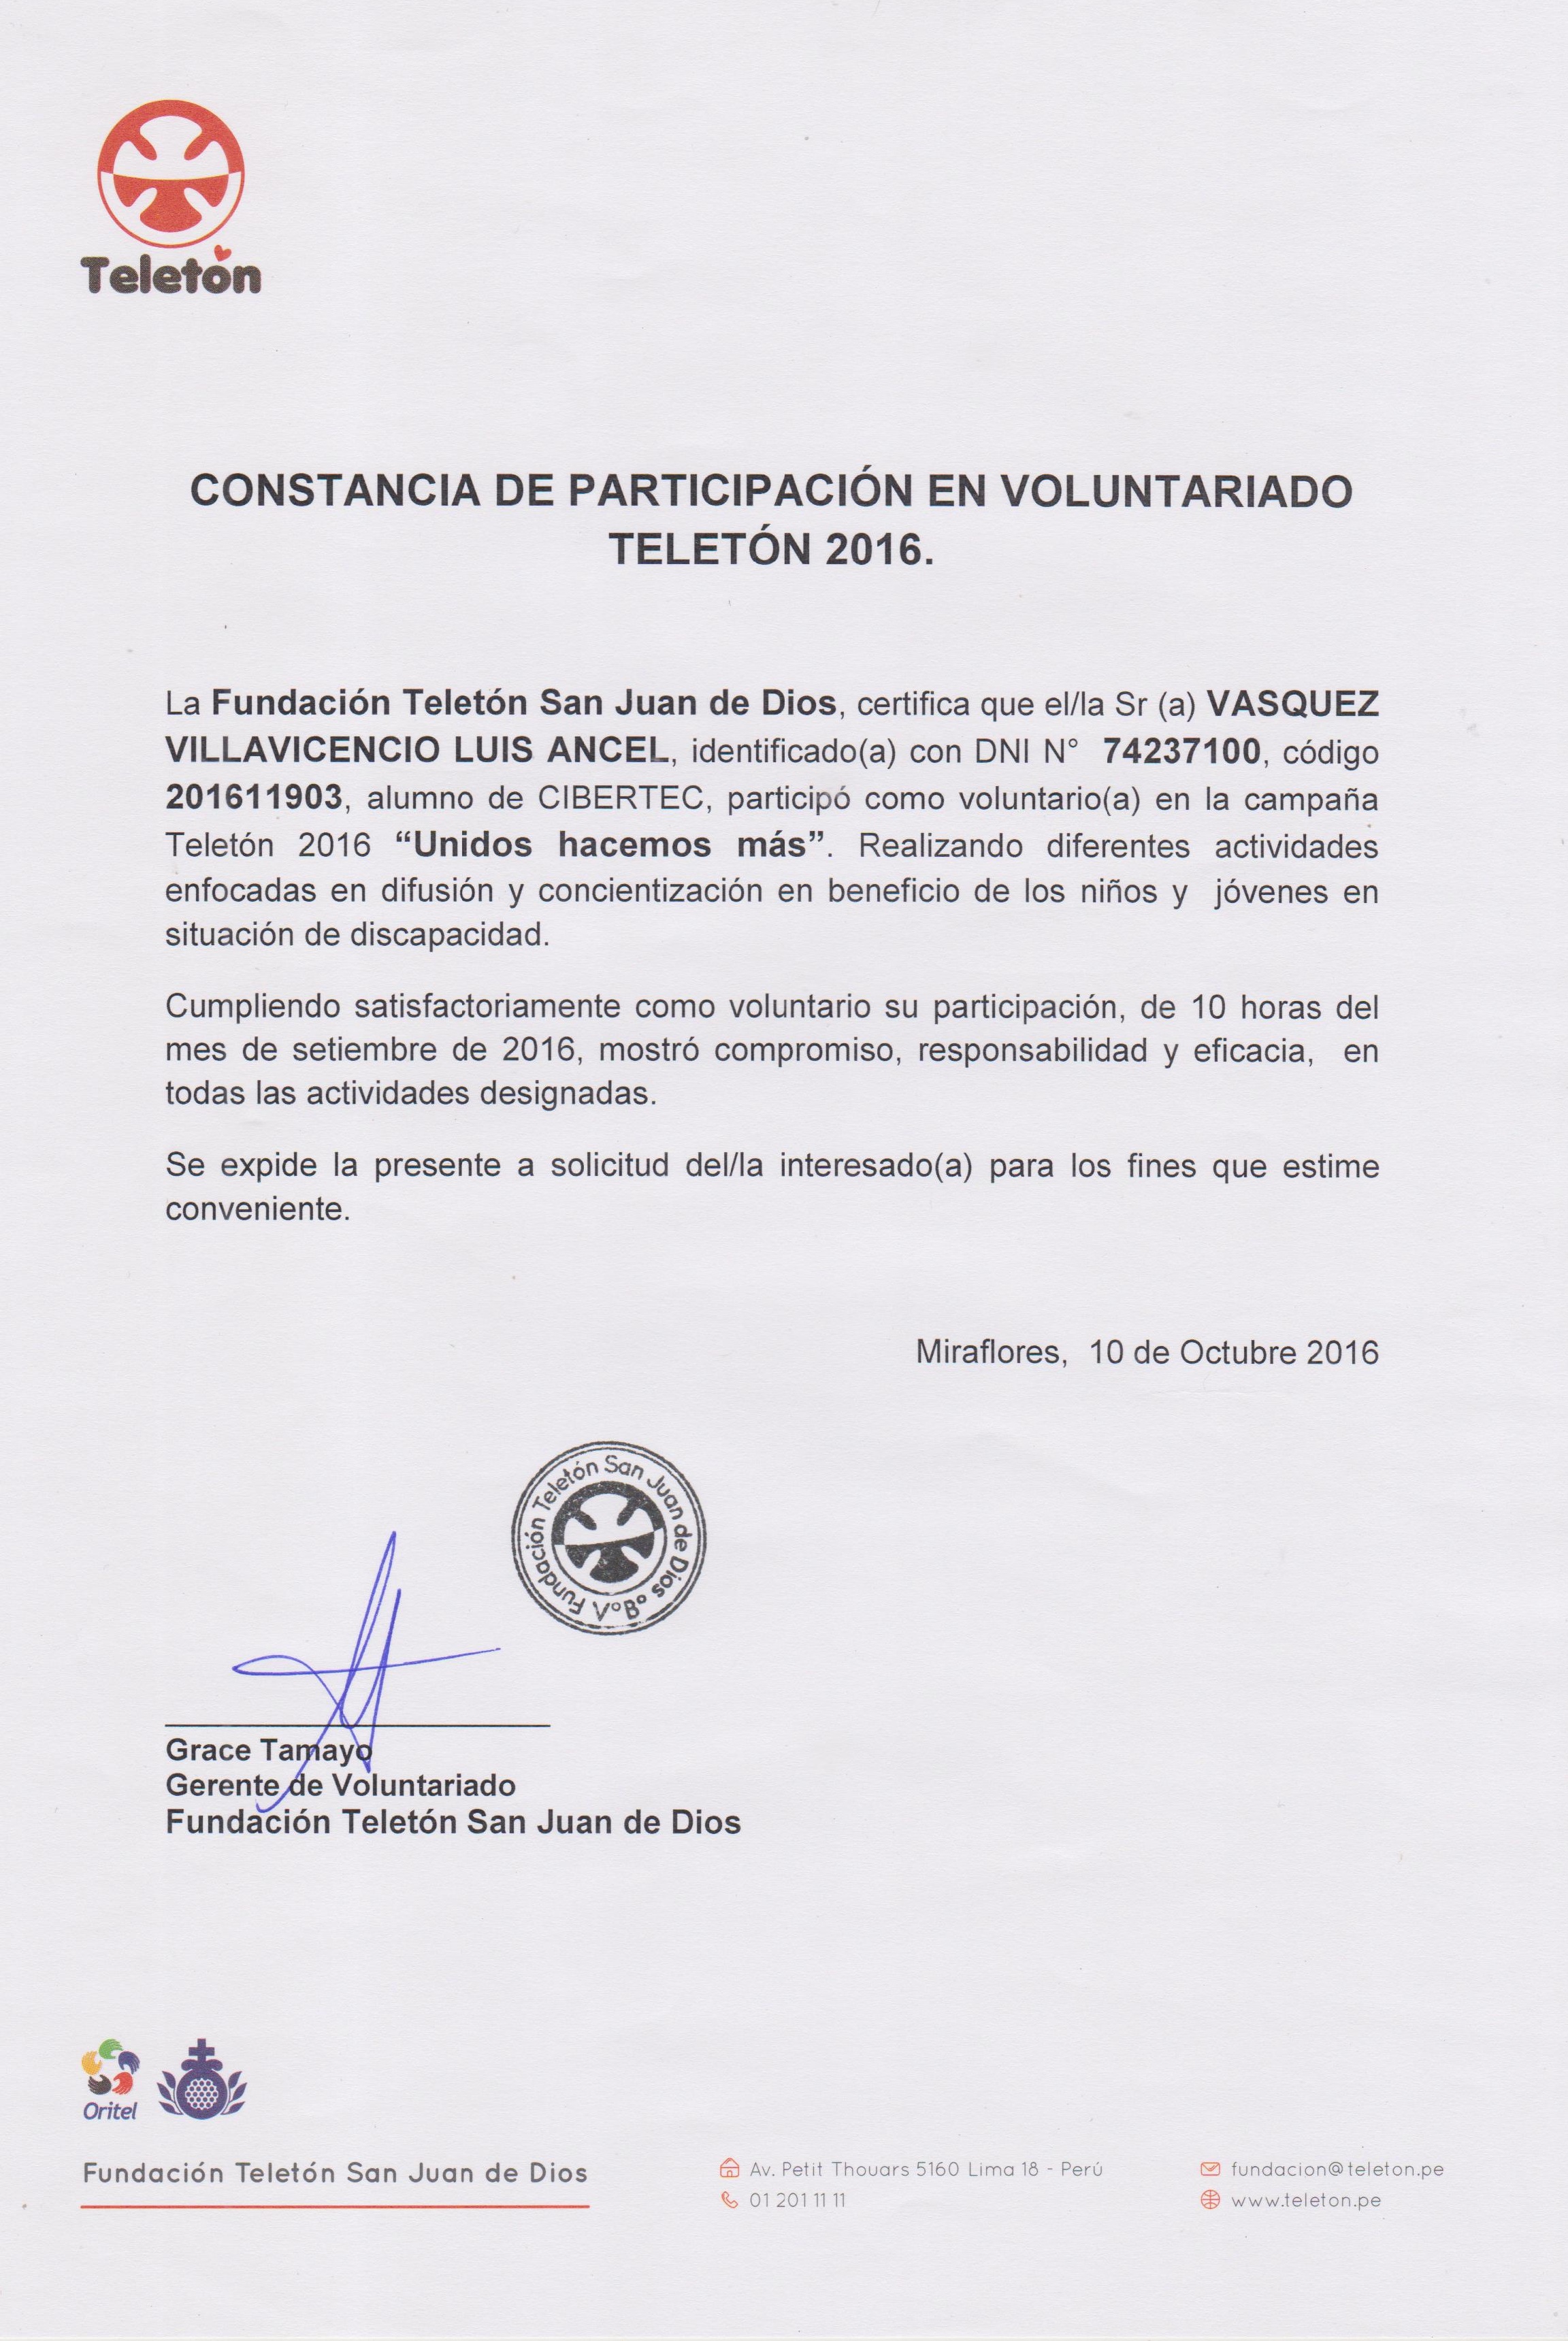 Teletón
CONSTANCIA DE PARTICIPACIÓN EN VOLUNTARIADO
TELETÓN 2016.
La Fundación Teletón San Juan de Dios, certifica que el/la Sr (a) VASQUEZ
VILLAVICENCIO LUIS ANCEL, identificado(a) con DNI N° 74237100, código
201611903, alumno de CIBERTEC, participó como voluntario(a) en la campaña
Teletón 2016 “Unidos hacemos más”. Realizando diferentes actividades
enfocadas en difusión y concientización en beneficio de los niños y jóvenes en
situación de discapacidad.
Cumpliendo satisfactoriamente como voluntario su participación, de 10 horas del
mes de setiembre de 2016, mostró compromiso, responsabilidad y eficacia, en
todas las actividades designadas.
Se expide la presente a solicitud del/la interesado(a) para los fines que estime
conveniente.
Miraflores, 10 de Octubre 2016
Fundación Teletón San Juan de Dios
V°B°
Grace Tamayo
Gerente de Voluntariado
Fundación Teletón San Juan de Dios
Oritel
Fundación Teletón San Juan de Dios
Av. Petit Thouars 5160 Lima 18 - Perú
01 201 11 11
fundacion@teleton.pe
www.teleton.pe